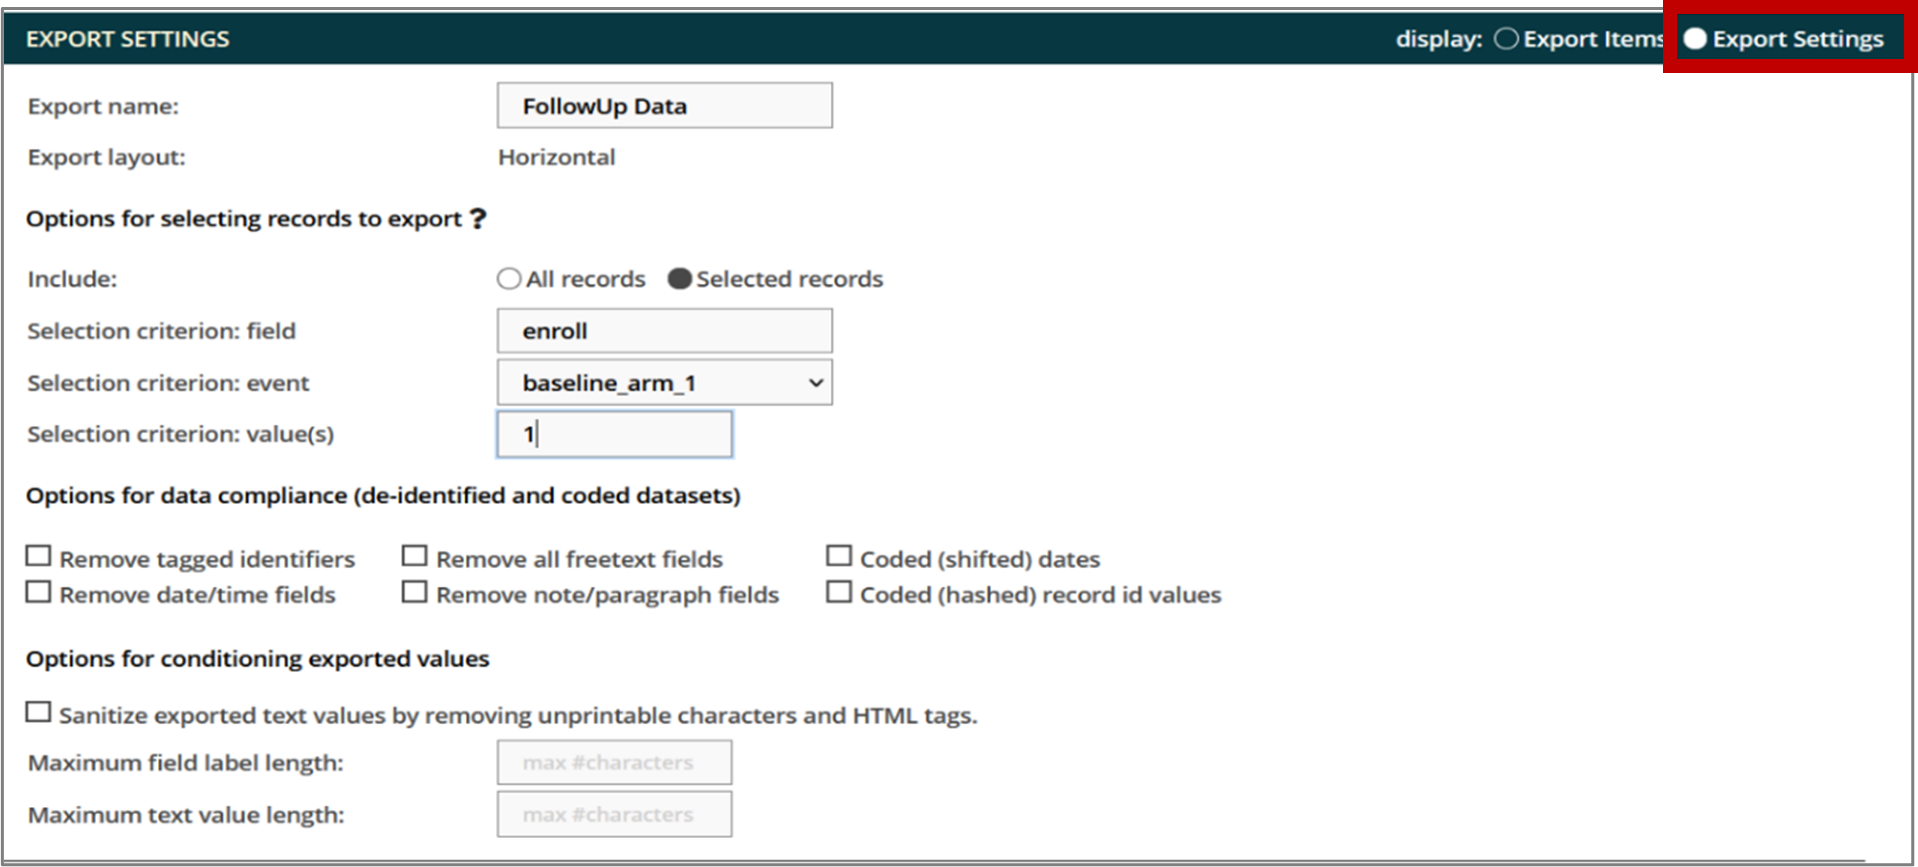 EXPORT SETTINGS display: Export Items Export Settings
Export name: FollowUp Data
Export layout: Horizontal
Options for selecting records to export ?
Include: All records Selected records
Selection criterion: field enroll
Selection criterion: event baseline_arm_1
Selection criterion: value(s) 1
Options for data compliance (de-identified and coded datasets)
Remove tagged identifiers Remove all freetext fields Coded (shifted) dates
Remove date/time fields Remove note/paragraph fields Coded (hashed) record id values
Options for conditioning exported values
Sanitize exported text values by removing unprintable characters and HTML tags.
Maximum field label length: max #characters
Maximum text value length: max #characters